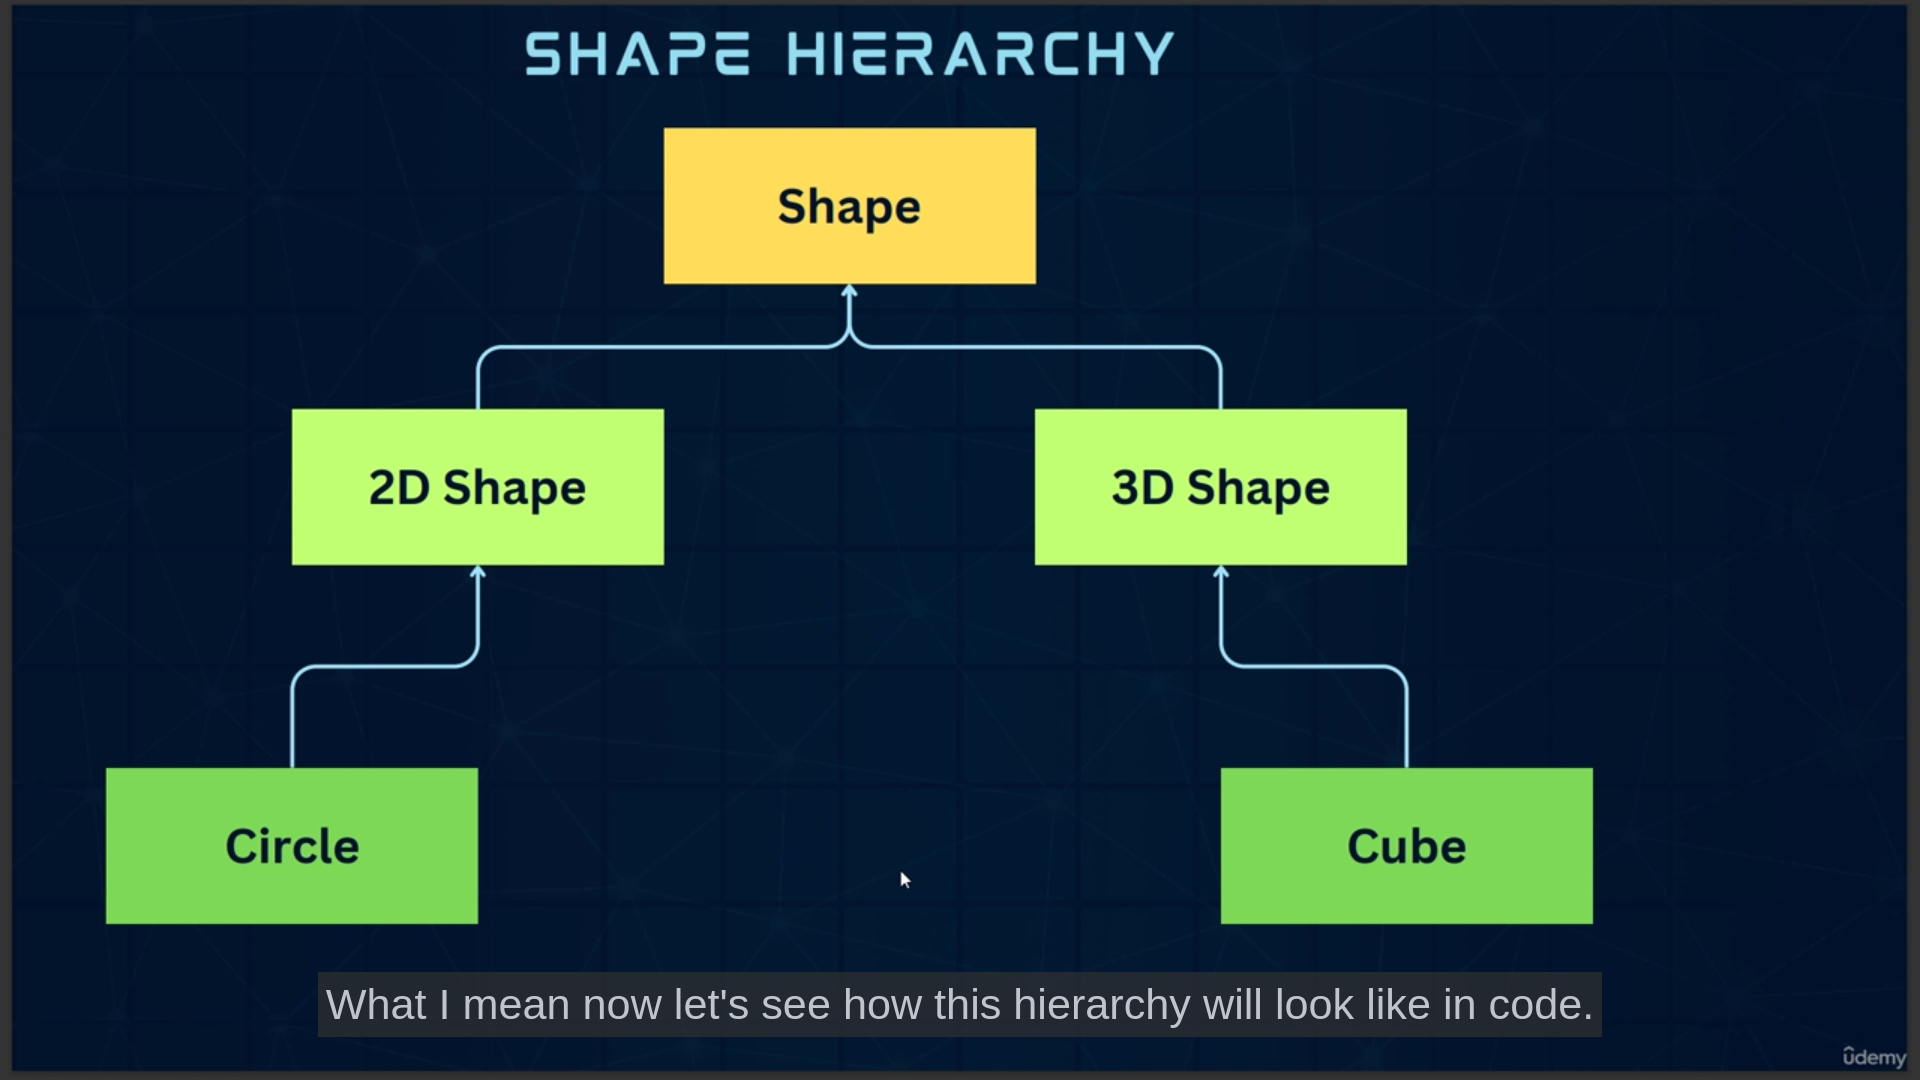 SHAPE HIERARCHY
Shape
2D Shape
3D Shape
Circle
Cube
What I mean now let's see how this hierarchy will look like in code.
ûdemy